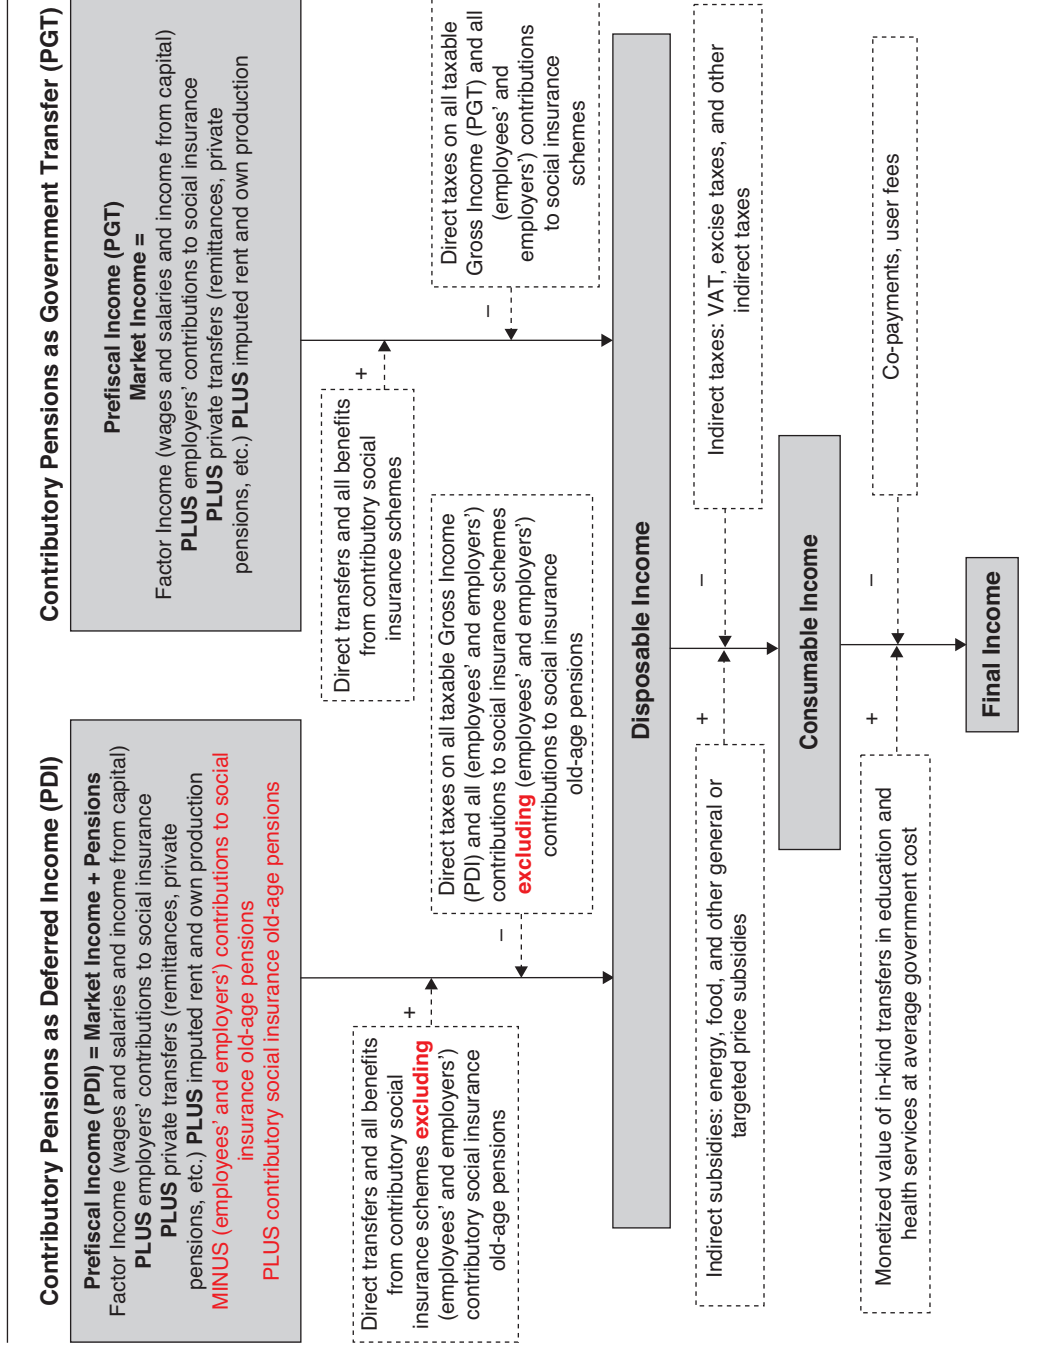 Contributory Pensions as Deferred Income (PDI)
Prefiscal Income (PDI) = Market Income + Pensions
Factor Income (wages and salaries and income from capital)
PLUS employers' contributions to social insurance
PLUS private transfers (remittances, private
pensions, etc.) PLUS imputed rent and own production
MINUS (employees' and employers') contributions to social
insurance old-age pensions
PLUS contributory social insurance old-age pensions
Contributory Pensions as Government Transfer (PGT)
Prefiscal Income (PGT)
Market Income =
Factor Income (wages and salaries and income from capital)
PLUS employers' contributions to social insurance
PLUS private transfers (remittances, private
pensions, etc.) PLUS imputed rent and own production
Direct transfers and all benefits
from contributory social
insurance schemes excluding
(employees' and employers')
contributory social insurance
old-age pensions
+
Direct taxes on all taxable Gross Income
(PDI) and all (employees' and employers')
contributions to social insurance schemes
excluding (employees' and employers')
contributions to social insurance
old-age pensions
–
Direct transfers and all benefits
from contributory social
insurance schemes
+
Direct taxes on all taxable
Gross Income (PGT) and all
(employees' and
employers') contributions
to social insurance
schemes
–
Disposable Income
Indirect subsidies: energy, food, and other general or
targeted price subsidies
+
–
Indirect taxes: VAT, excise taxes, and other
indirect taxes
Consumable Income
Monetized value of in-kind transfers in education and
health services at average government cost
+
–
Co-payments, user fees
Final Income